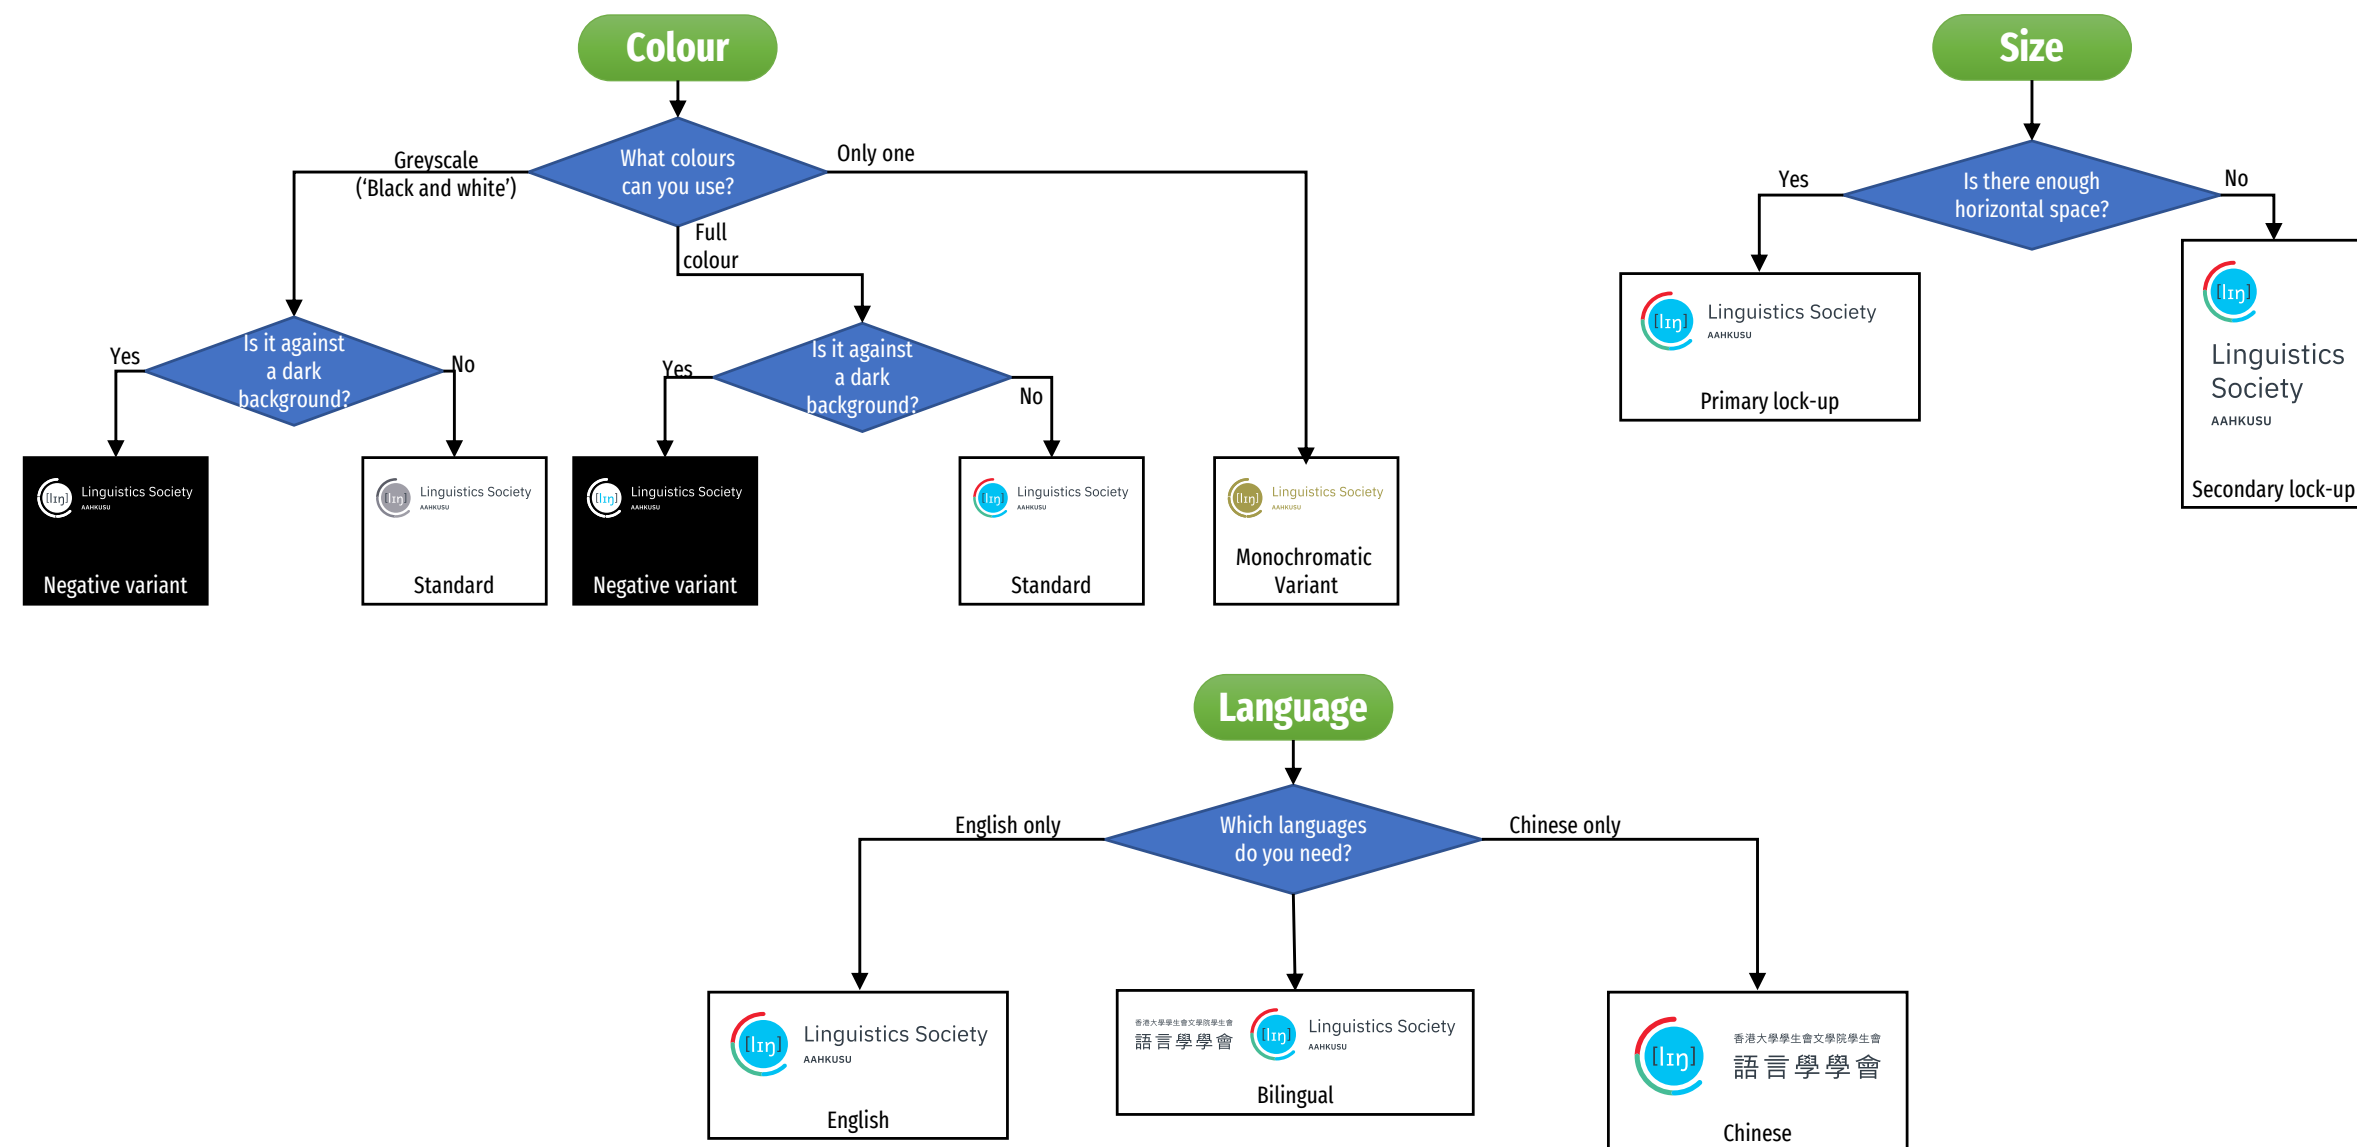 Colour
What colours
can you use?
Greyscale
(‘Black and white’)
Only one
Full
colour
Is it against
a dark
background?
Yes
No
Is it against
a dark
background?
Yes
No
[lɪŋ] Linguistics Society
AAHKUSU
Negative variant
[lɪŋ] Linguistics Society
AAHKUSU
Standard
[lɪŋ] Linguistics Society
AAHKUSU
Negative variant
[lɪŋ] Linguistics Society
AAHKUSU
Standard
[lɪŋ] Linguistics Society
AAHKUSU
Monochromatic
Variant
Size
Is there enough
horizontal space?
Yes
No
[lɪŋ] Linguistics Society
AAHKUSU
Primary lock-up
[lɪŋ]
Linguistics
Society
AAHKUSU
Secondary lock-up
Language
Which languages
do you need?
English only
Chinese only
[lɪŋ] Linguistics Society
AAHKUSU
English
香港大學學生會文學院學生會
語言學學會
[lɪŋ] Linguistics Society
AAHKUSU
Bilingual
[lɪŋ]
香港大學學生會文學院學生會
語言學學會
Chinese